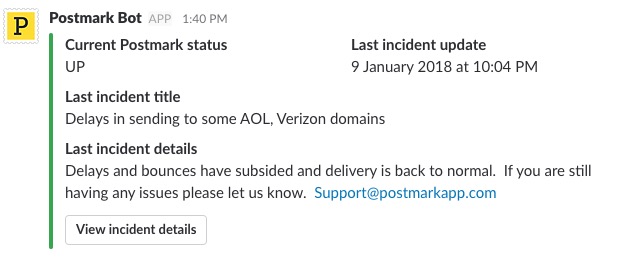 P
Postmark Bot APP 1:40 PM
Current Postmark status
UP
Last incident update
9 January 2018 at 10:04 PM
Last incident title
Delays in sending to some AOL, Verizon domains
Last incident details
Delays and bounces have subsided and delivery is back to normal.  If you are still
having any issues please let us know.  Support@postmarkapp.com
View incident details